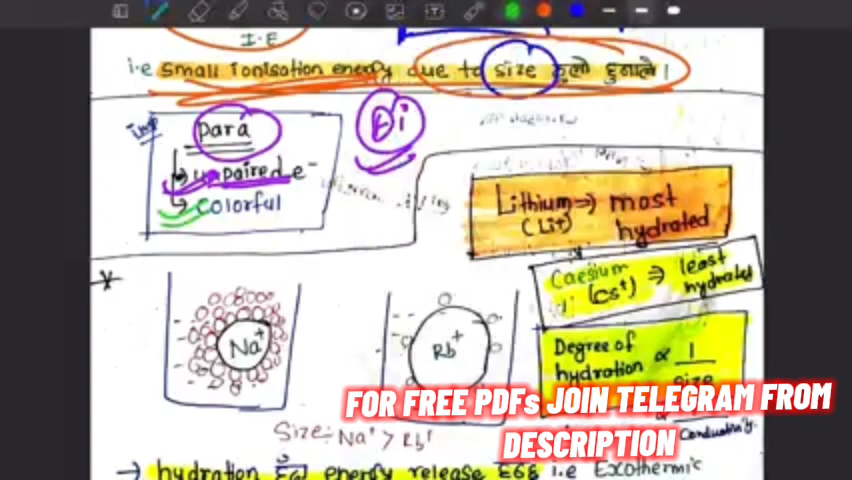 I.E
i.e small ionisation energy due to size ठुलो हुनाले।
Imp
Para
unpaired e⁻
Colorful
Di
Lithium ⇒ most
(Li+) hydrated
Caesium ⇒ least
(Cs+) hydrated
Na+
Rb+
Degree of
hydration ∝ 1
size
∝
Conductivity.
Size:- Na+ > Rb+
FOR FREE PDFs JOIN TELEGRAM FROM
DESCRIPTION
→ hydration हुँदा energy release हुन्छ i.e Exothermic